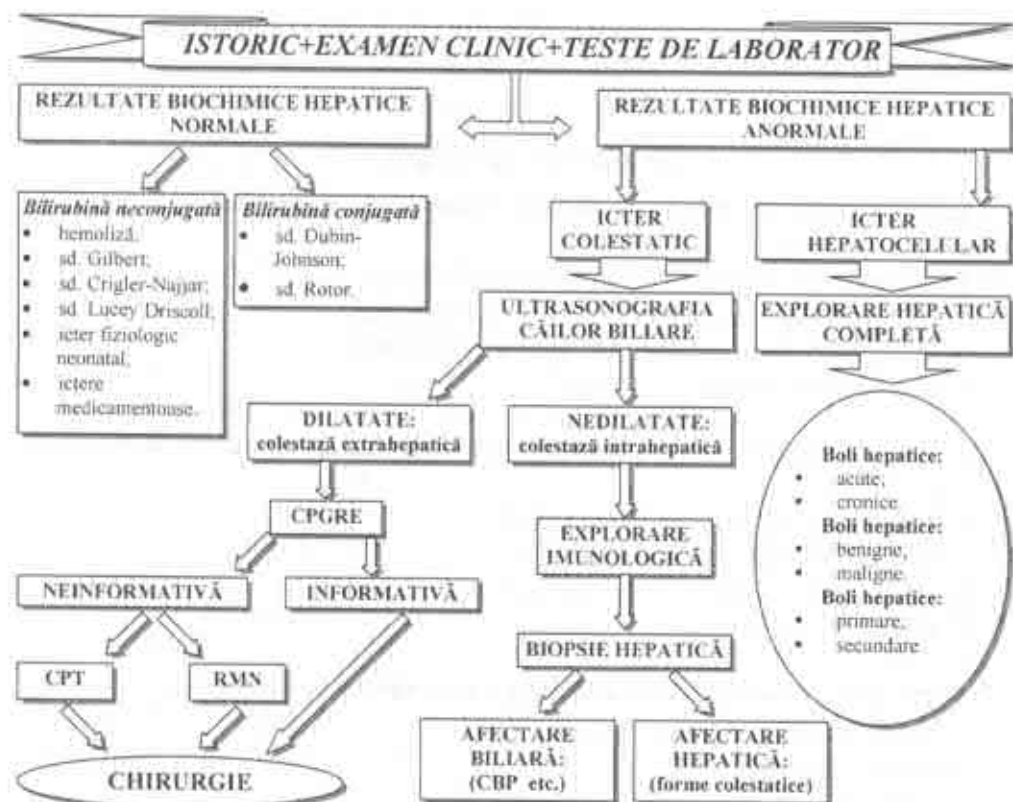 ISTORIC+EXAMEN CLINIC+TESTE DE LABORATOR
REZULTATE BIOCHIMICE HEPATICE
NORMALE
REZULTATE BIOCHIMICE HEPATICE
ANORMALE
Bilirubină neconjugată
• hemoliză,
• sd. Gilbert;
• sd. Crigler-Najjar;
• sd. Lucey Driscoll;
• icter fiziologic
neonatal,
• ictere
medicamentoase.
Bilirubină conjugată
• sd. Dubin-
Johnson;
• sd. Rotor.
ICTER
COLESTATIC
ICTER
HEPATOCELULAR
ULTRASONOGRAFIA
CĂILOR BILIARE
EXPLORARE HEPATICĂ
COMPLETĂ
DILATATE:
colestază extrahepatică
NEDILATATE:
colestază intrahepatică
Boli hepatice:
• acute;
• cronice.
Boli hepatice:
• benigne,
• maligne.
Boli hepatice:
• primare,
• secundare
CPGRE
EXPLORARE
IMUNOLOGICĂ
NEINFORMATIVĂ
INFORMATIVĂ
BIOPSIE HEPATICĂ
CPT
RMN
AFECTARE
BILIARĂ:
(CBP etc.)
AFECTARE
HEPATICĂ:
(forme colestatice)
CHIRURGIE